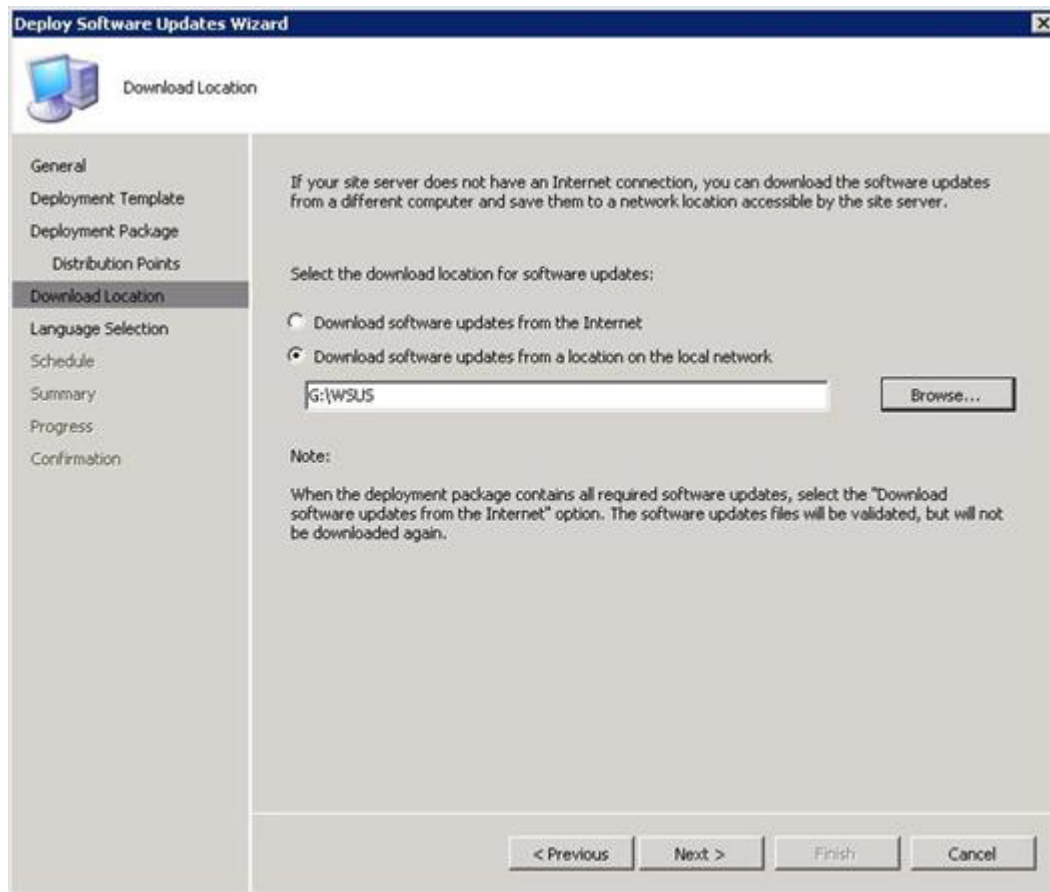 Deploy Software Updates Wizard
Download Location
General
Deployment Template
Deployment Package
Distribution Points
Download Location
Language Selection
Schedule
Summary
Progress
Confirmation
If your site server does not have an Internet connection, you can download the software updates
from a different computer and save them to a network location accessible by the site server.
Select the download location for software updates:
Download software updates from the Internet
Download software updates from a location on the local network
G:\WSUS
Browse...
Note:
When the deployment package contains all required software updates, select the "Download
software updates from the Internet" option. The software updates files will be validated, but will not
be downloaded again.
< Previous
Next >
Finish
Cancel